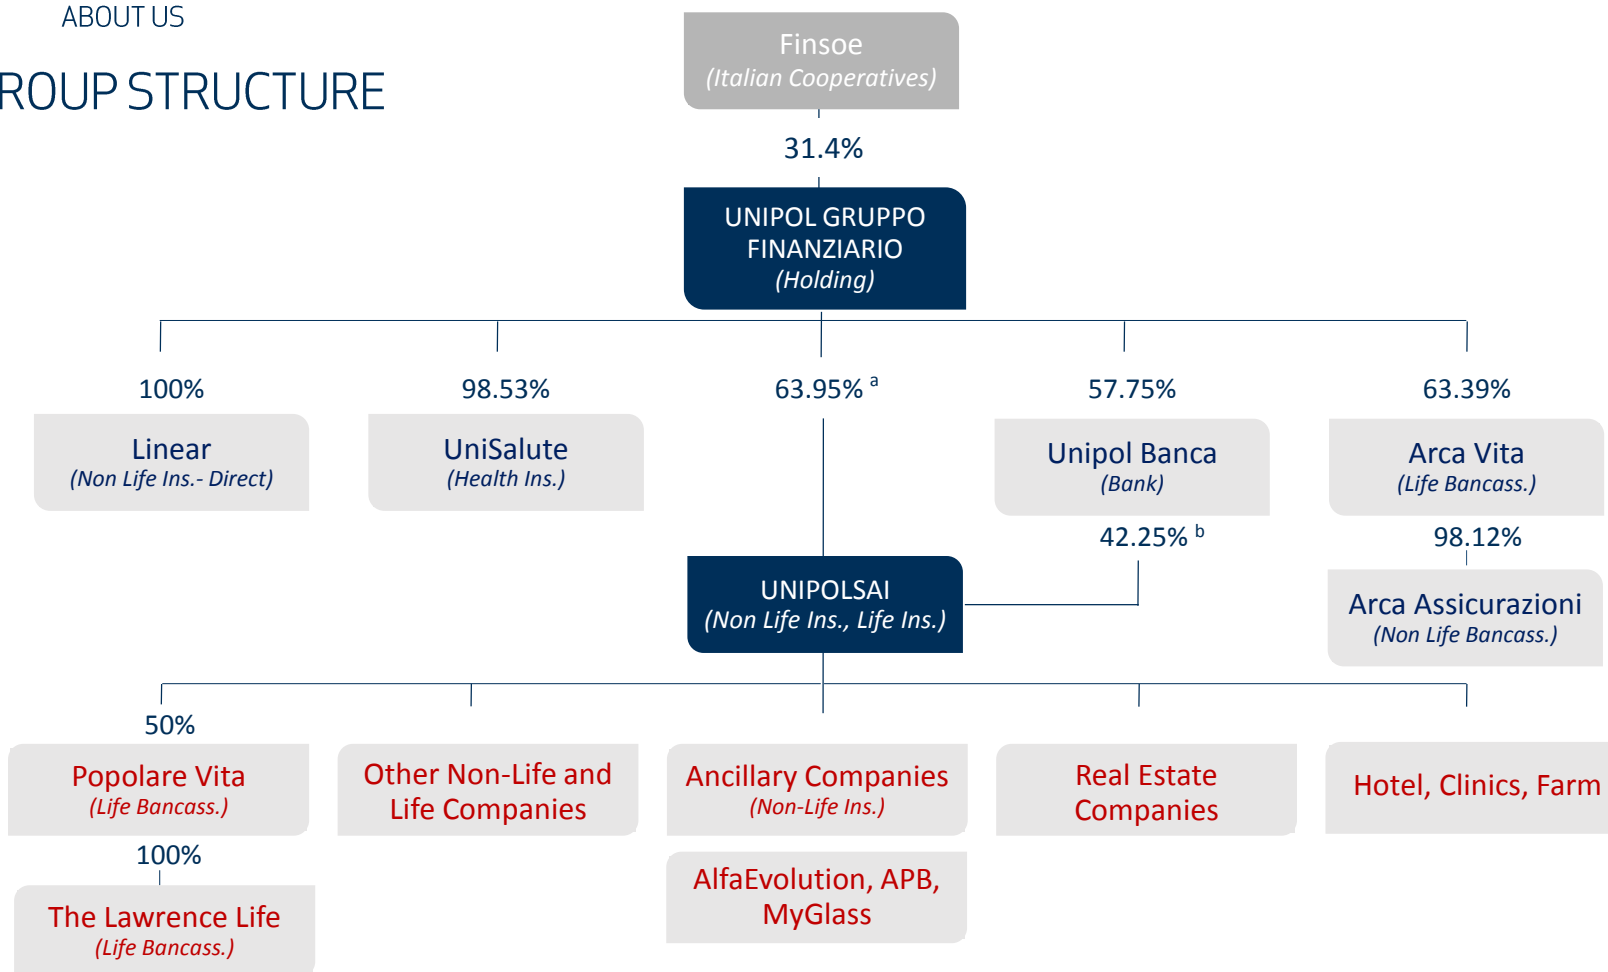 ABOUT US
ROUP STRUCTURE
Finsoe
(Italian Cooperatives)
31.4%
UNIPOL GRUPPO
FINANZIARIO
(Holding)
100%
98.53%
63.95% a
57.75%
63.39%
Linear
(Non Life Ins.- Direct)
UniSalute
(Health Ins.)
Unipol Banca
(Bank)
Arca Vita
(Life Bancass.)
42.25% b
98.12%
UNIPOLSAI
(Non Life Ins., Life Ins.)
Arca Assicurazioni
(Non Life Bancass.)
50%
Popolare Vita
(Life Bancass.)
Other Non-Life and
Life Companies
Ancillary Companies
(Non-Life Ins.)
Real Estate
Companies
Hotel, Clinics, Farm
100%
The Lawrence Life
(Life Bancass.)
AlfaEvolution, APB,
MyGlass